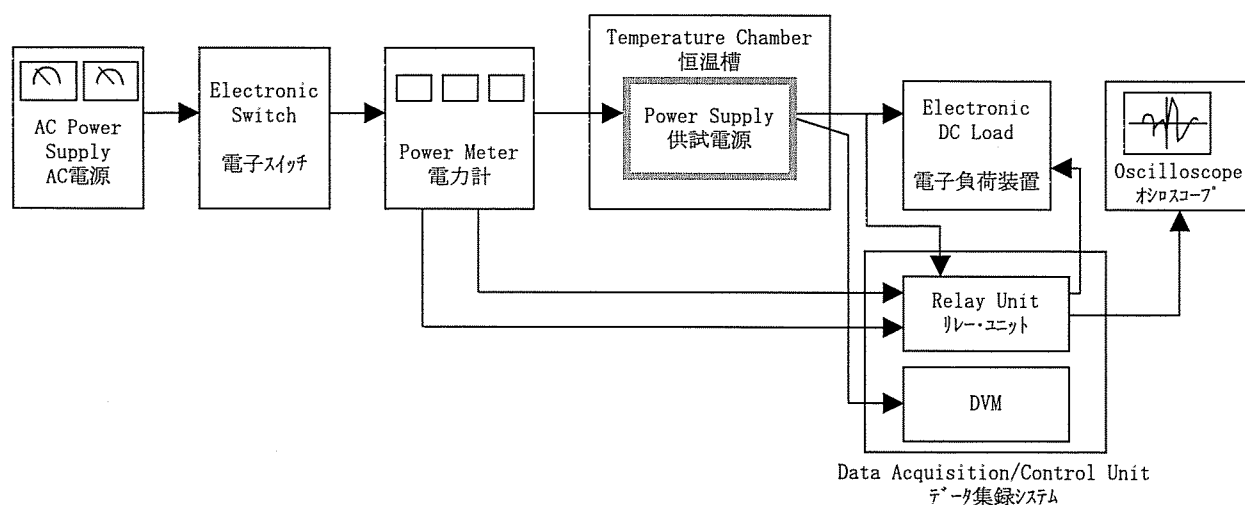 AC Power
Supply
AC電源
Electronic
Switch
電子スイッチ
Power Meter
電力計
Temperature Chamber
恒温槽
Power Supply
供試電源
Electronic
DC Load
電子負荷装置
Oscilloscope
オシロスコープ
Relay Unit
リレー・ユニット
DVM
Data Acquisition/Control Unit
データ集録システム